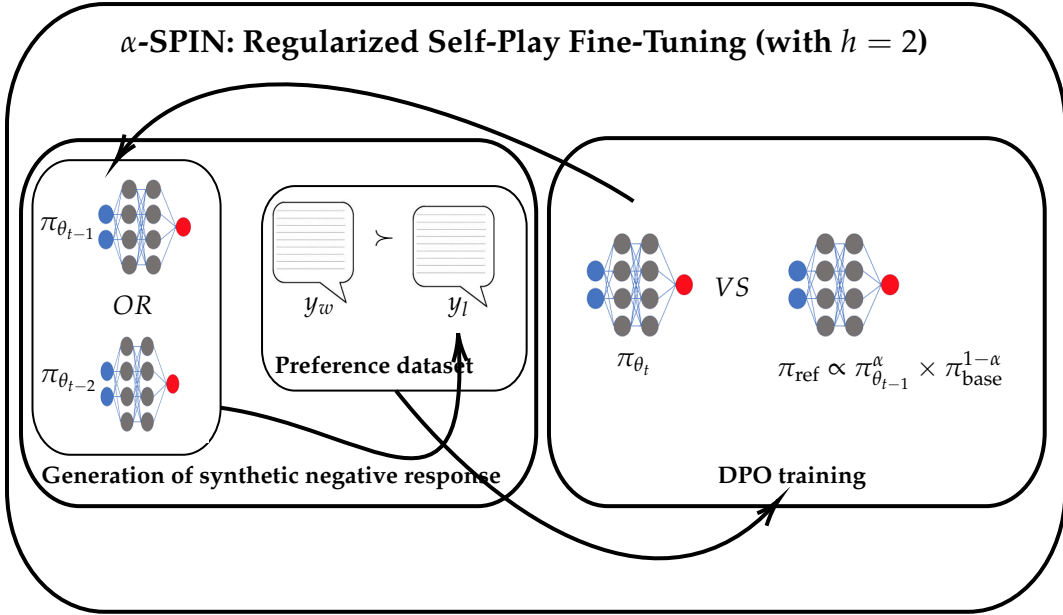 α-SPIN: Regularized Self-Play Fine-Tuning (with h = 2)
π_{θ_{t−1}}
OR
π_{θ_{t−2}}
y_w ≻ y_l
Preference dataset
Generation of synthetic negative response
π_{θ_t}
VS
π_ref ∝ π^α_{θ_{t−1}} × π^{1−α}_base
DPO training